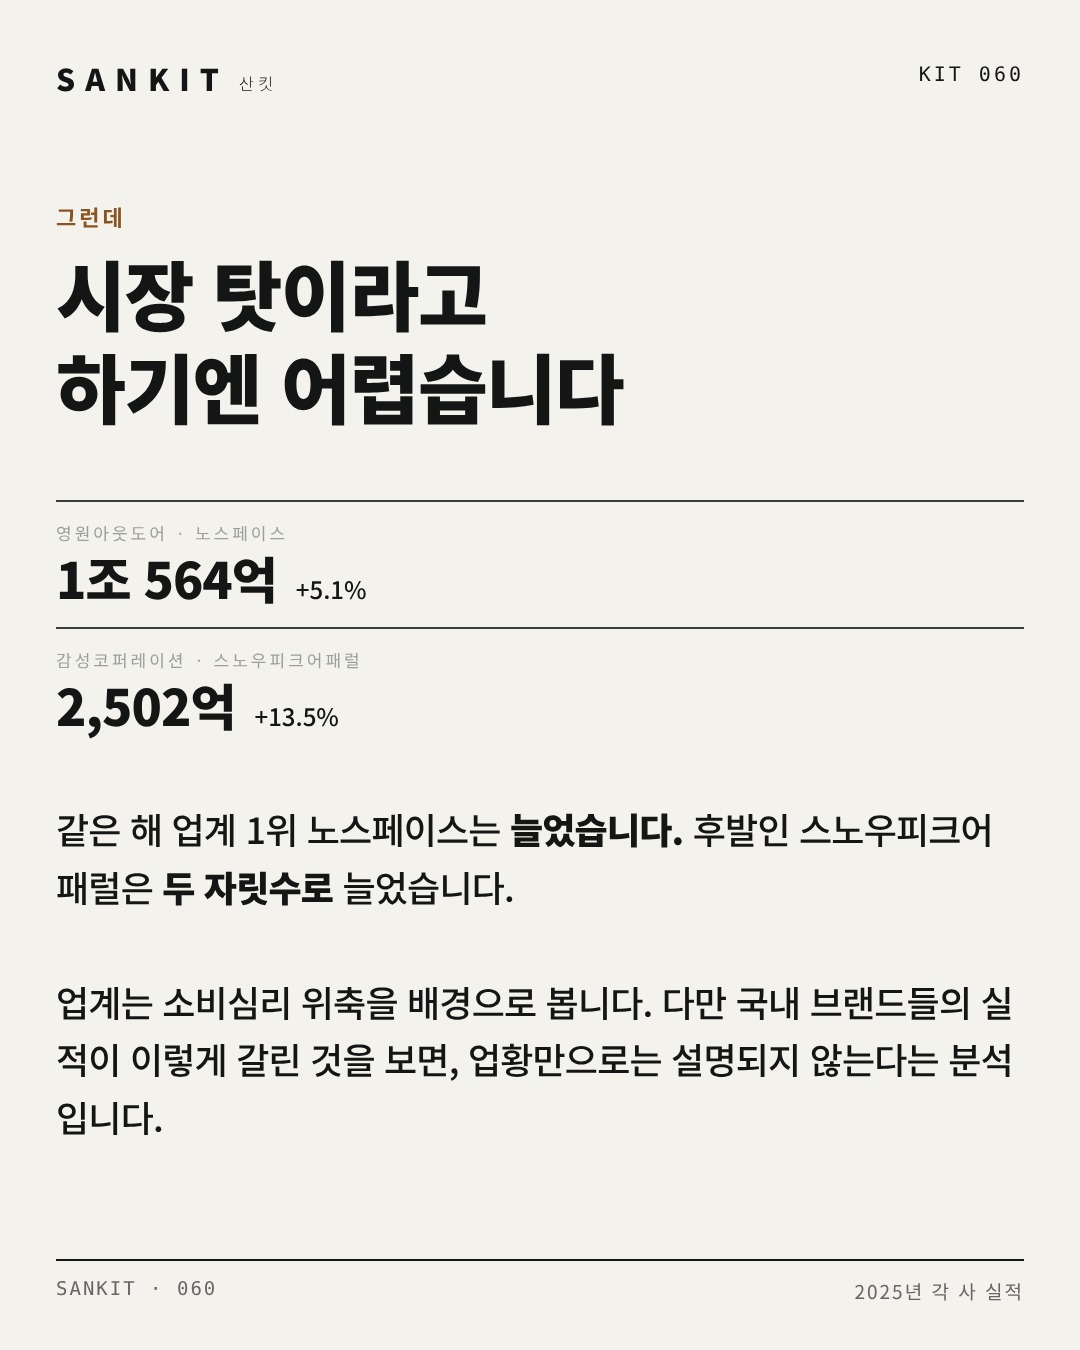 SANKIT 산킷
KIT 060
그런데
시장 탓이라고
하기엔 어렵습니다
영원아웃도어 · 노스페이스
1조 564억 +5.1%
감성코퍼레이션 · 스노우피크어패럴
2,502억 +13.5%
같은 해 업계 1위 노스페이스는 늘었습니다. 후발인 스노우피크어
패럴은 두 자릿수로 늘었습니다.
업계는 소비심리 위축을 배경으로 봅니다. 다만 국내 브랜드들의 실
적이 이렇게 갈린 것을 보면, 업황만으로는 설명되지 않는다는 분석
입니다.
SANKIT · 060
2025년 각 사 실적